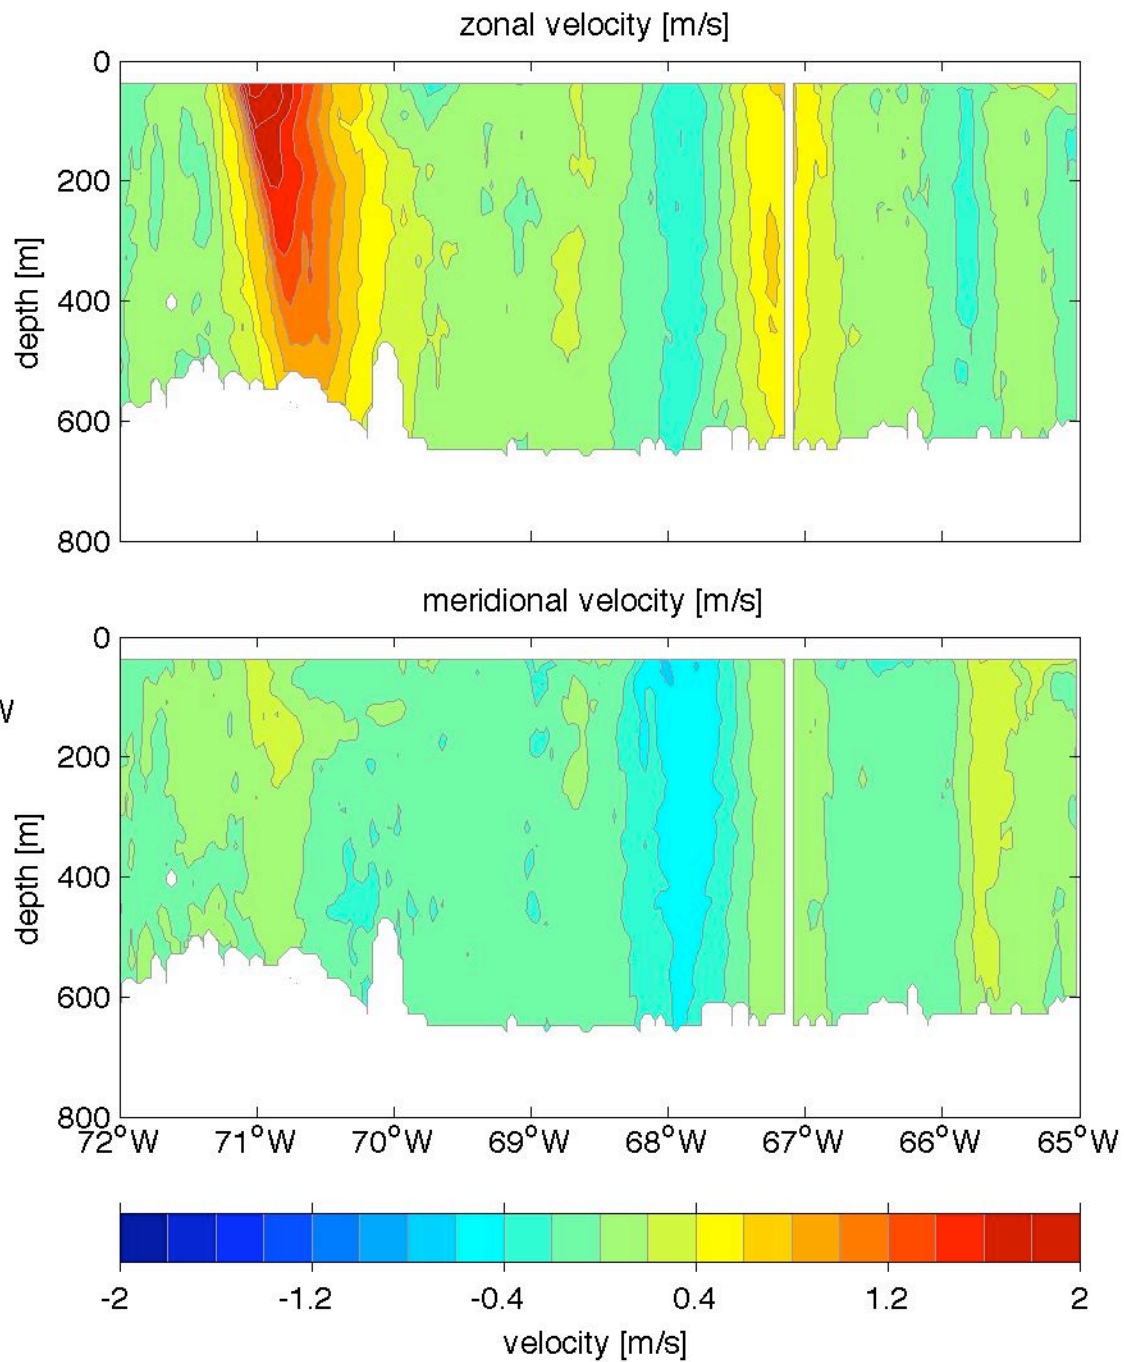 zonal velocity [m/s]
0
200
400
600
800
depth [m]
meridional velocity [m/s]
W
0
200
400
600
800
depth [m]
72°W 71°W 70°W 69°W 68°W 67°W 66°W 65°W
-2 -1.2 -0.4 0.4 1.2 2
velocity [m/s]